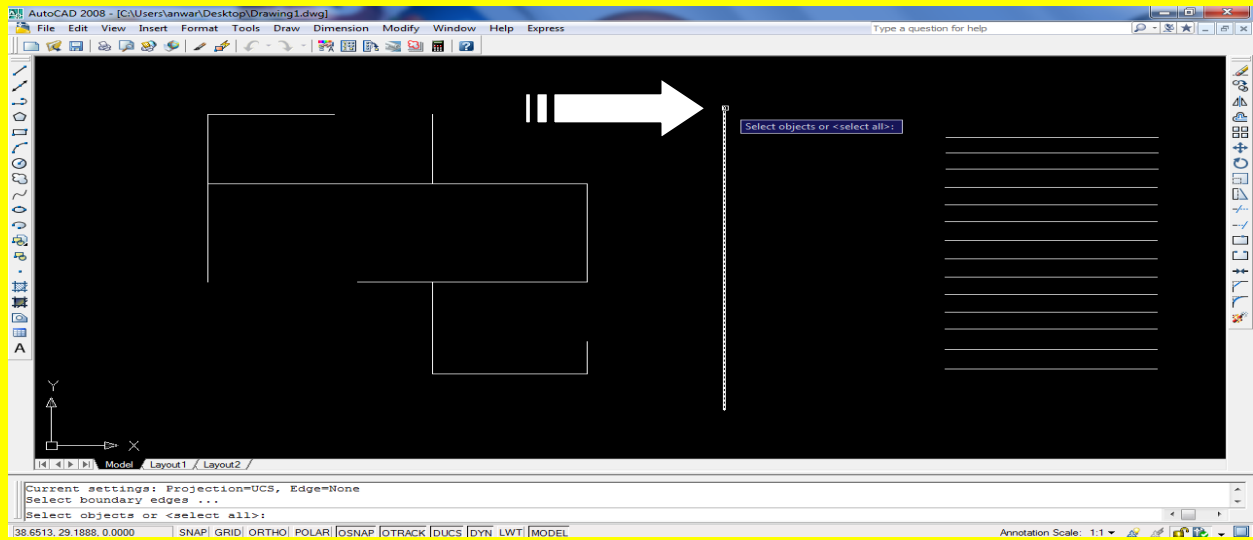 AutoCAD 2008 - [C:\Users\anwar\Desktop\Drawing1.dwg]
File Edit View Insert Format Tools Draw Dimension Modify Window Help Express Type a question for help
Select objects or <select all>:
A
Y
X
Model Layout1 Layout2
Current settings: Projection=UCS, Edge=None
Select boundary edges ...
Select objects or <select all>:
38.6513, 29.1888, 0.0000 SNAP GRID ORTHO POLAR OSNAP OTRACK DUCS DYN LWT MODEL Annotation Scale: 1:1